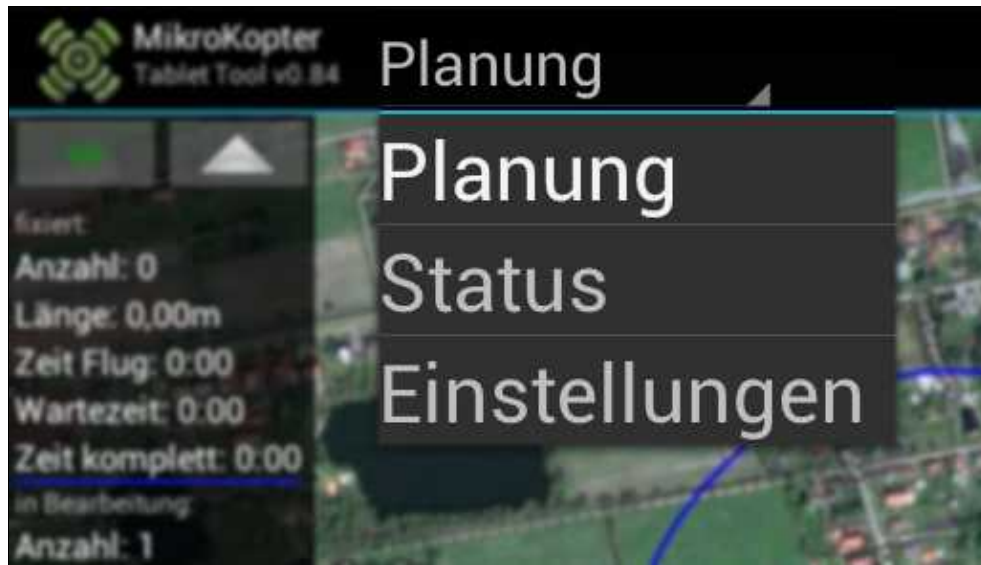 MikroKopter
Tablet Tool v0.84
Planung
Planung
Status
Einstellungen
fixiert:
Anzahl: 0
Länge: 0,00m
Zeit Flug: 0:00
Wartezeit: 0:00
Zeit komplett: 0:00
in Bearbeitung:
Anzahl: 1